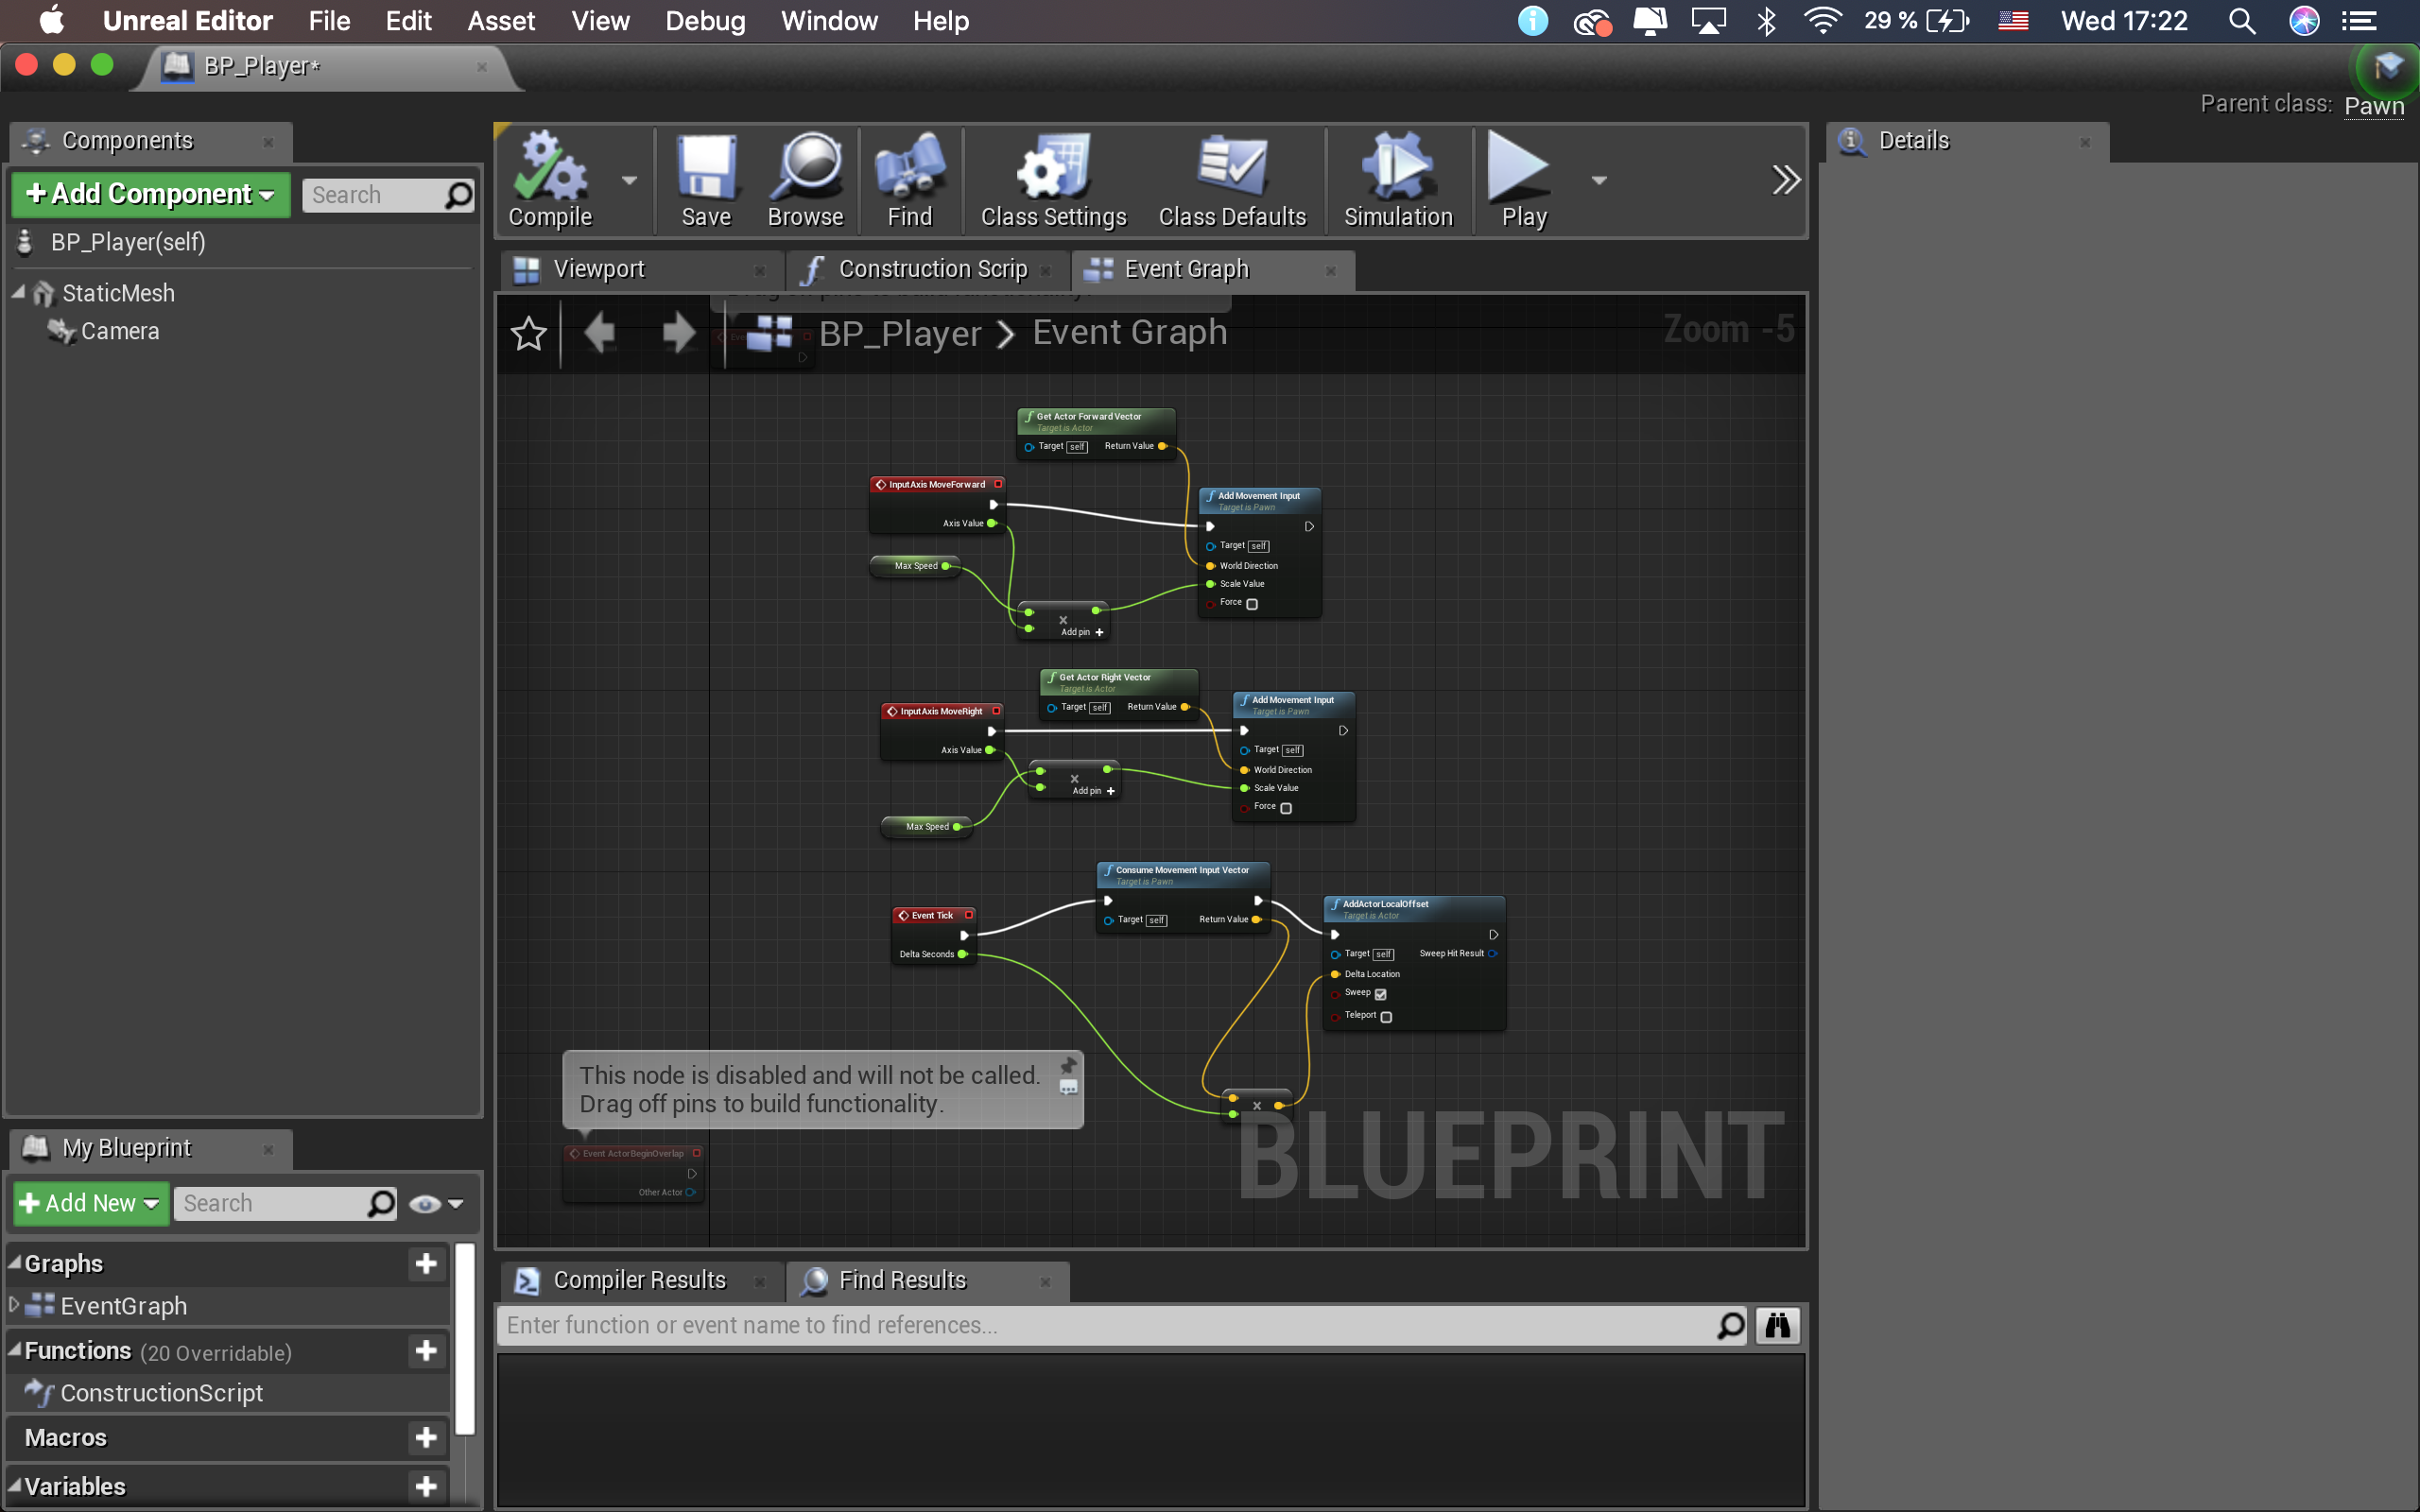 Unreal Editor File Edit Asset View Debug Window Help 29 % Wed 17:22
BP_Player*
Parent class: Pawn
Components
+Add Component Search
BP_Player(self)
StaticMesh
Camera
Compile Save Browse Find Class Settings Class Defaults Simulation Play
Viewport Construction Scrip Event Graph
BP_Player > Event Graph
Zoom -5
Get Actor Forward Vector
Target is Actor
Target self Return Value
InputAxis MoveForward
Axis Value
Max Speed
×
Add pin +
Add Movement Input
Target is Pawn
Target self
World Direction
Scale Value
Force
Get Actor Right Vector
Target is Actor
Target self Return Value
InputAxis MoveRight
Axis Value
×
Add pin +
Max Speed
Add Movement Input
Target is Pawn
Target self
World Direction
Scale Value
Force
Consume Movement Input Vector
Target is Pawn
Target self Return Value
Event Tick
Delta Seconds
AddActorLocalOffset
Target is Actor
Target self Sweep Hit Result
Delta Location
Sweep
Teleport
×
This node is disabled and will not be called.
Drag off pins to build functionality.
Event ActorBeginOverlap
Other Actor
BLUEPRINT
Details
My Blueprint
+ Add New Search
Graphs +
EventGraph
Functions (20 Overridable) +
ConstructionScript
Macros +
Variables +
Compiler Results Find Results
Enter function or event name to find references...